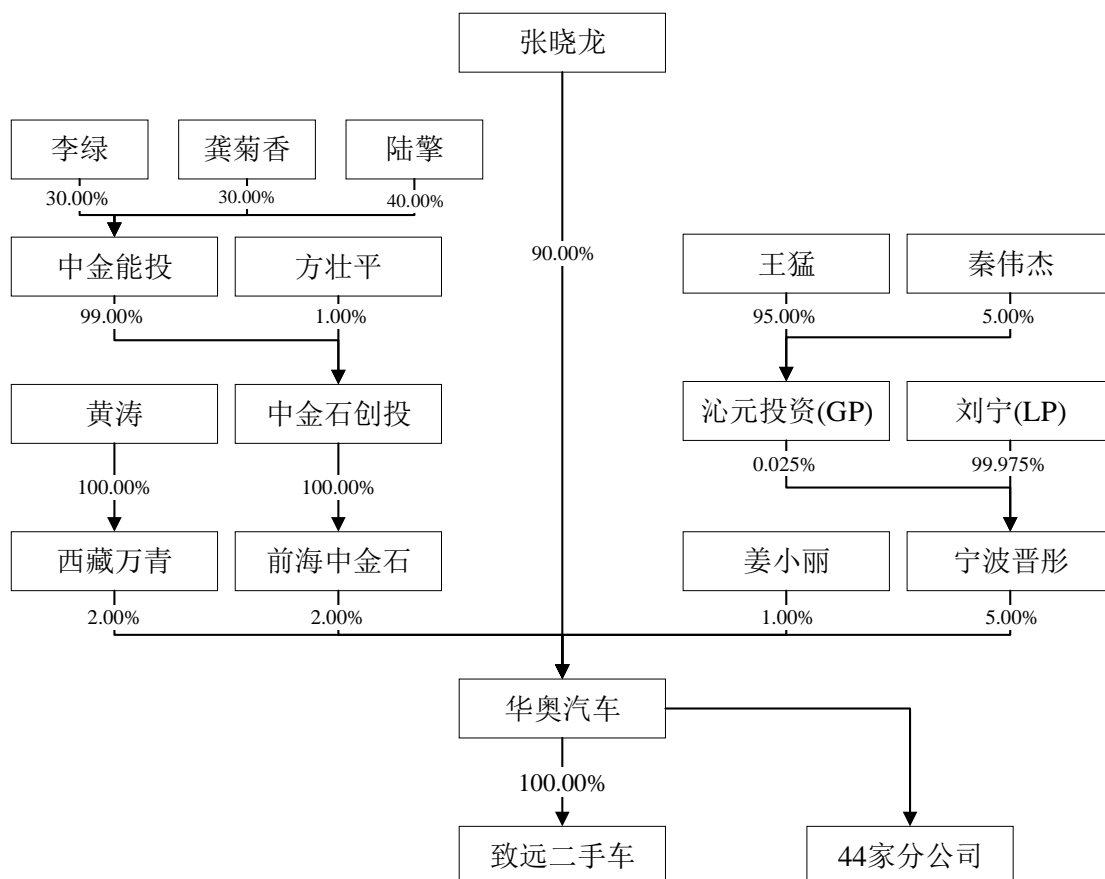 张晓龙
李绿
龚菊香
陆擎
30.00%
30.00%
40.00%
90.00%
中金能投
方壮平
王猛
秦伟杰
99.00%
1.00%
95.00%
5.00%
黄涛
中金石创投
沁元投资(GP)
刘宁(LP)
100.00%
100.00%
0.025%
99.975%
西藏万青
前海中金石
姜小丽
宁波晋彤
2.00%
2.00%
1.00%
5.00%
华奥汽车
100.00%
致远二手车
44家分公司